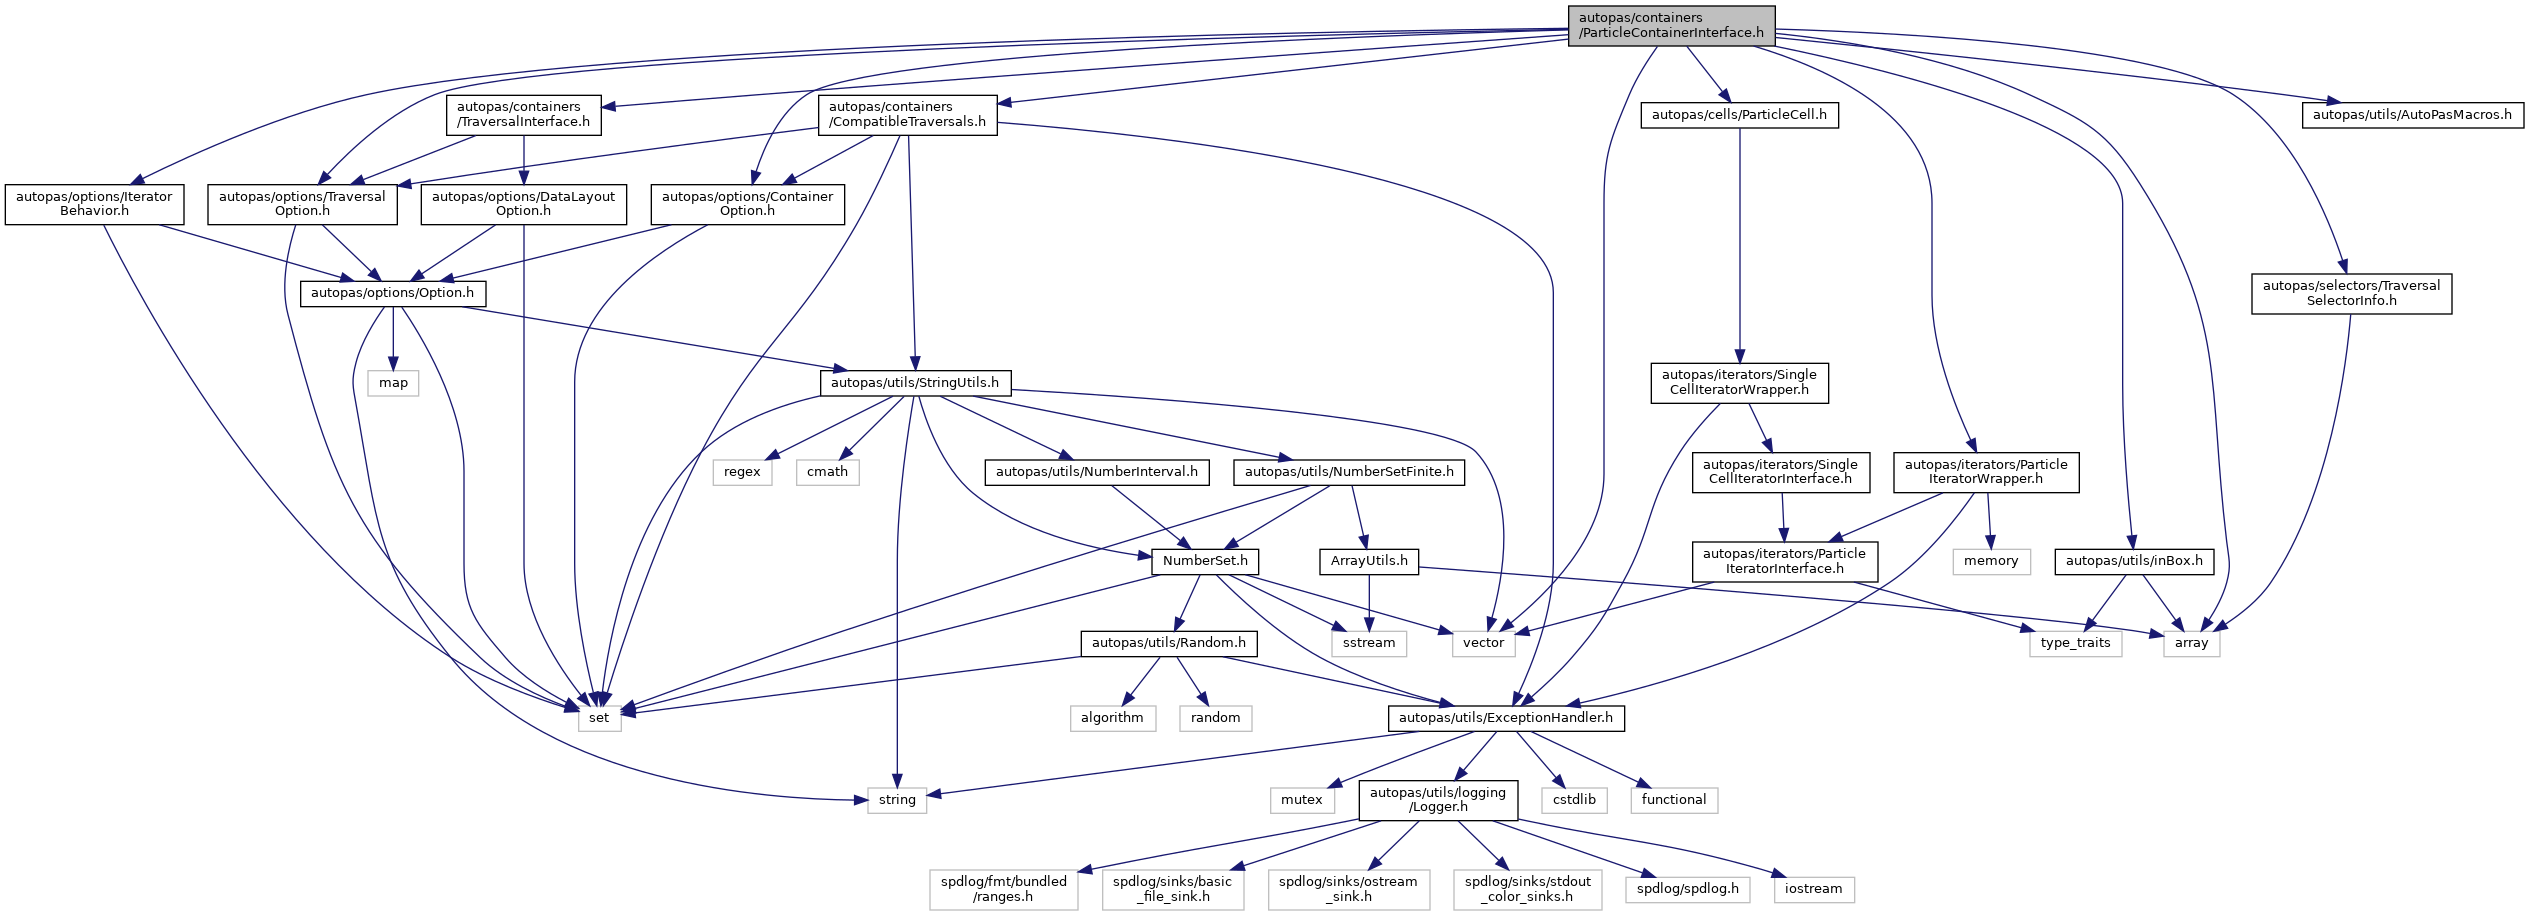 autopas/containers
/ParticleContainerInterface.h
autopas/containers
/TraversalInterface.h
autopas/containers
/CompatibleTraversals.h
autopas/cells/ParticleCell.h
autopas/utils/AutoPasMacros.h
autopas/options/Iterator
Behavior.h
autopas/options/Traversal
Option.h
autopas/options/DataLayout
Option.h
autopas/options/Container
Option.h
autopas/options/Option.h
autopas/selectors/Traversal
SelectorInfo.h
map
autopas/utils/StringUtils.h
autopas/iterators/Single
CellIteratorWrapper.h
regex
cmath
autopas/utils/NumberInterval.h
autopas/utils/NumberSetFinite.h
autopas/iterators/Single
CellIteratorInterface.h
autopas/iterators/Particle
IteratorWrapper.h
NumberSet.h
ArrayUtils.h
autopas/iterators/Particle
IteratorInterface.h
memory
autopas/utils/inBox.h
autopas/utils/Random.h
sstream
vector
type_traits
array
set
algorithm
random
autopas/utils/ExceptionHandler.h
string
mutex
autopas/utils/logging
/Logger.h
cstdlib
functional
spdlog/fmt/bundled
/ranges.h
spdlog/sinks/basic
_file_sink.h
spdlog/sinks/ostream
_sink.h
spdlog/sinks/stdout
_color_sinks.h
spdlog/spdlog.h
iostream